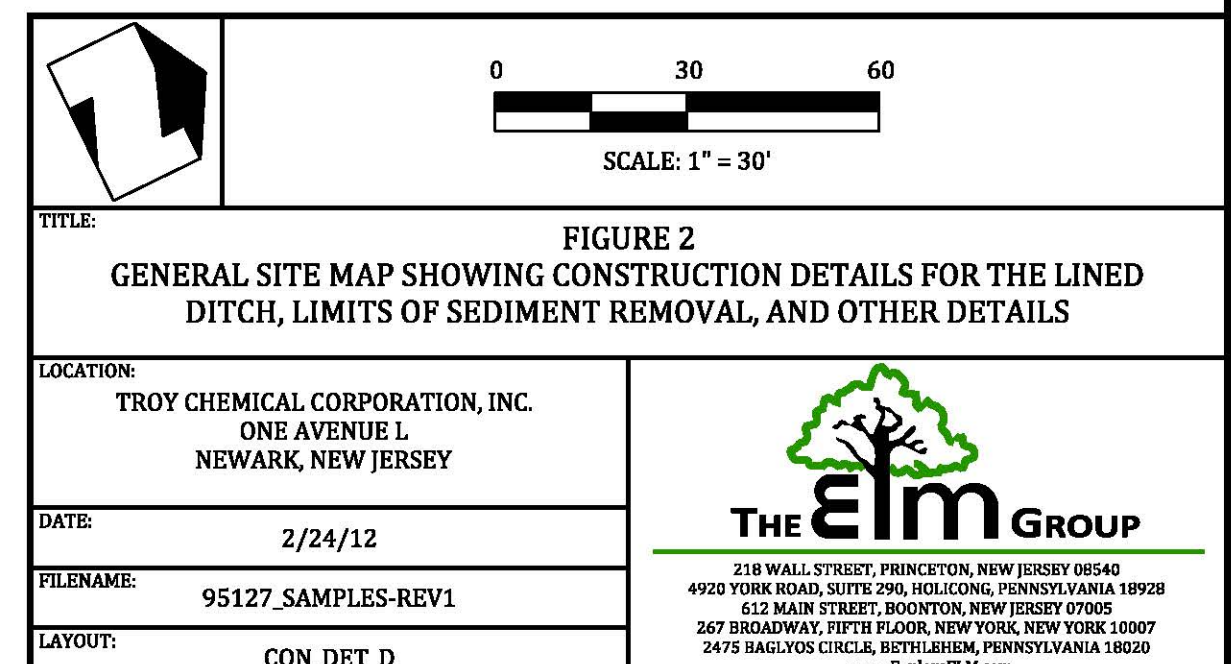 0 30 60
SCALE: 1" = 30'
TITLE:
FIGURE 2
GENERAL SITE MAP SHOWING CONSTRUCTION DETAILS FOR THE LINED
DITCH, LIMITS OF SEDIMENT REMOVAL, AND OTHER DETAILS
LOCATION:
TROY CHEMICAL CORPORATION, INC.
ONE AVENUE L
NEWARK, NEW JERSEY
DATE:
2/24/12
FILENAME:
95127_SAMPLES-REV1
LAYOUT:
CON_DET_D
THE Elm GROUP
218 WALL STREET, PRINCETON, NEW JERSEY 08540
4920 YORK ROAD, SUITE 290, HOLICONG, PENNSYLVANIA 18928
612 MAIN STREET, BOONTON, NEW JERSEY 07005
267 BROADWAY, FIFTH FLOOR, NEW YORK, NEW YORK 10007
2475 BAGLYOS CIRCLE, BETHLEHEM, PENNSYLVANIA 18020